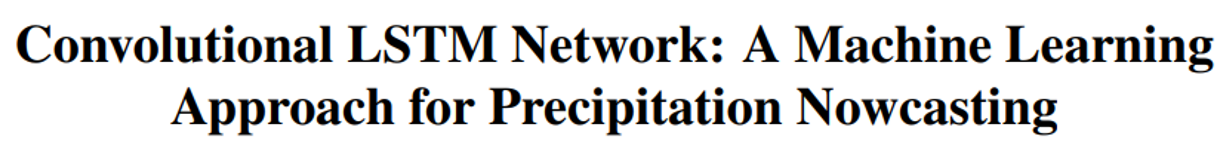 Convolutional LSTM Network: A Machine Learning
Approach for Precipitation Nowcasting